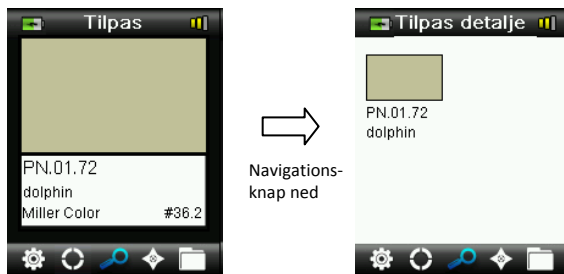 Tilpas
PN.01.72
dolphin
Miller Color #36.2
Navigations-
knap ned
Tilpas detalje
PN.01.72
dolphin